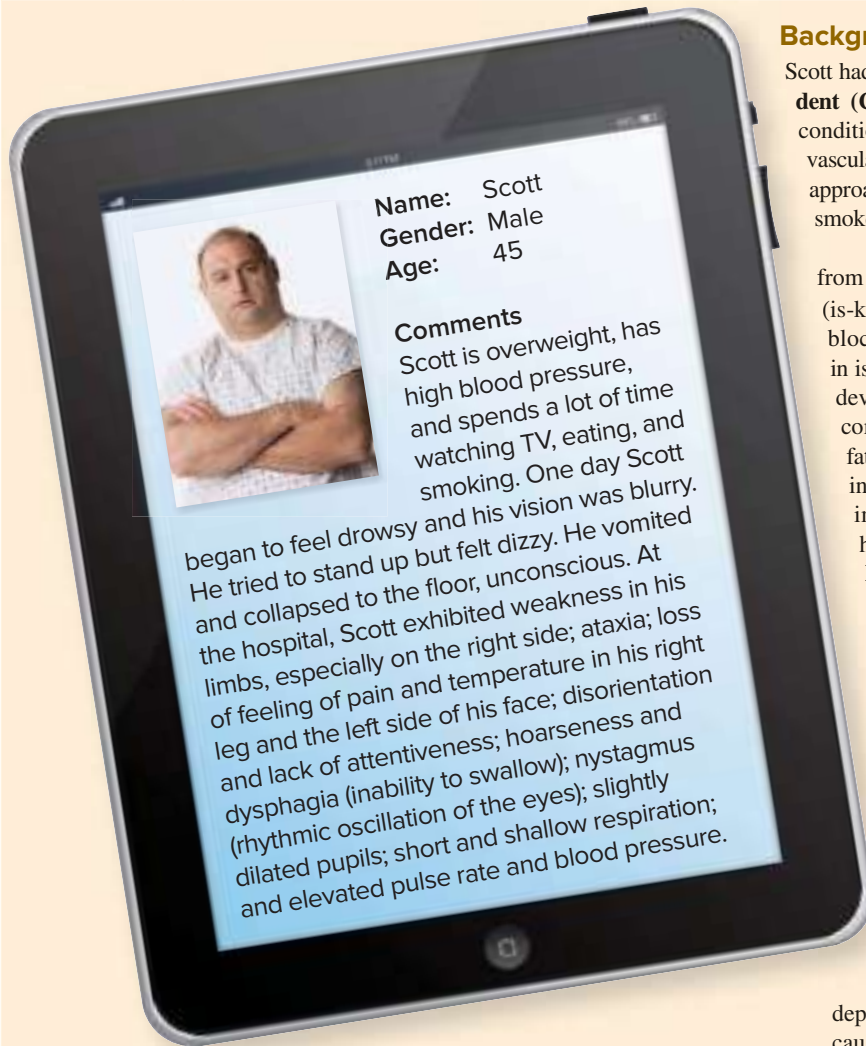 Name: Scott
Gender: Male
Age: 45
Comments
Scott is overweight, has
high blood pressure,
and spends a lot of time
watching TV, eating, and
smoking. One day Scott
began to feel drowsy and his vision was blurry.
He tried to stand up but felt dizzy. He vomited
and collapsed to the floor, unconscious. At
the hospital, Scott exhibited weakness in his
limbs, especially on the right side; ataxia; loss
of feeling of pain and temperature in his right
leg and the left side of his face; disorientation
and lack of attentiveness; hoarseness and
dysphagia (inability to swallow); nystagmus
(rhythmic oscillation of the eyes); slightly
dilated pupils; short and shallow respiration;
and elevated pulse rate and blood pressure.
Backgr
Scott had
dent (C
conditio
vascula
approa
smok
from
(is-k
bloc
in is
dev
fat
in
in
dep
cau